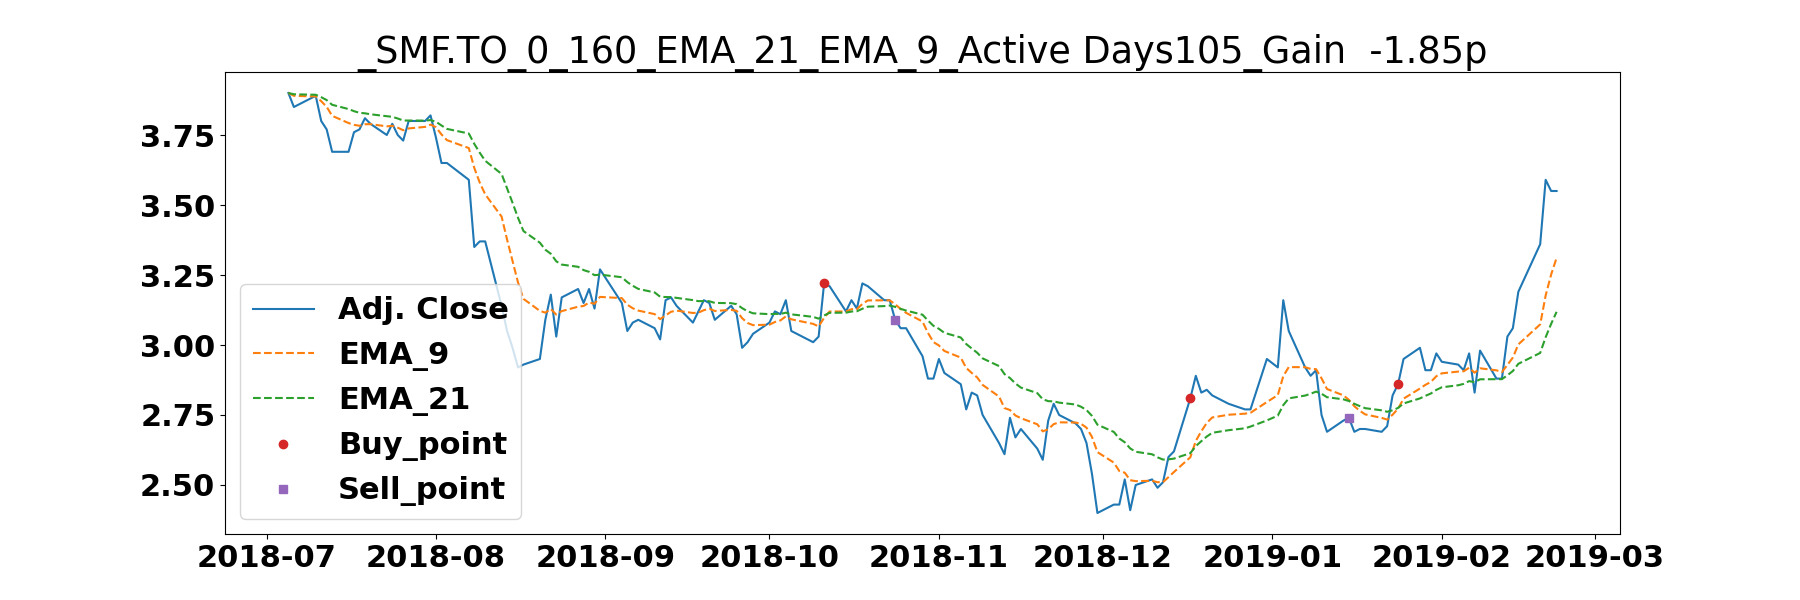 _SMF.TO_0_160_EMA_21_EMA_9_Active Days105_Gain  -1.85p
3.75
3.50
3.25
3.00
2.75
2.50
Adj. Close
EMA_9
EMA_21
Buy_point
Sell_point
2018-07 2018-08 2018-09 2018-10 2018-11 2018-12 2019-01 2019-02 2019-03